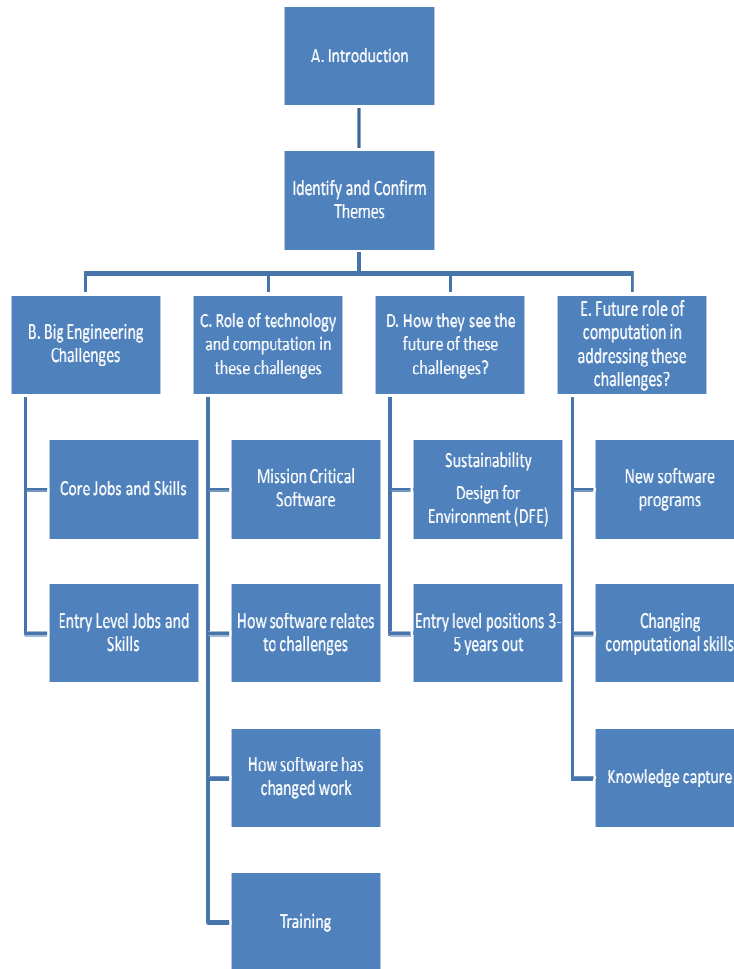 A. Introduction
Identify and Confirm
Themes
B. Big Engineering
Challenges
C. Role of technology
and computation in
these challenges
D. How they see the
future of these
challenges?
E. Future role of
computation in
addressing these
challenges?
Core Jobs and Skills
Entry Level Jobs and
Skills
Mission Critical
Software
How software relates
to challenges
How software has
changed work
Training
Sustainability
Design for
Environment (DFE)
Entry level positions 3-
5 years out
New software
programs
Changing
computational skills
Knowledge capture